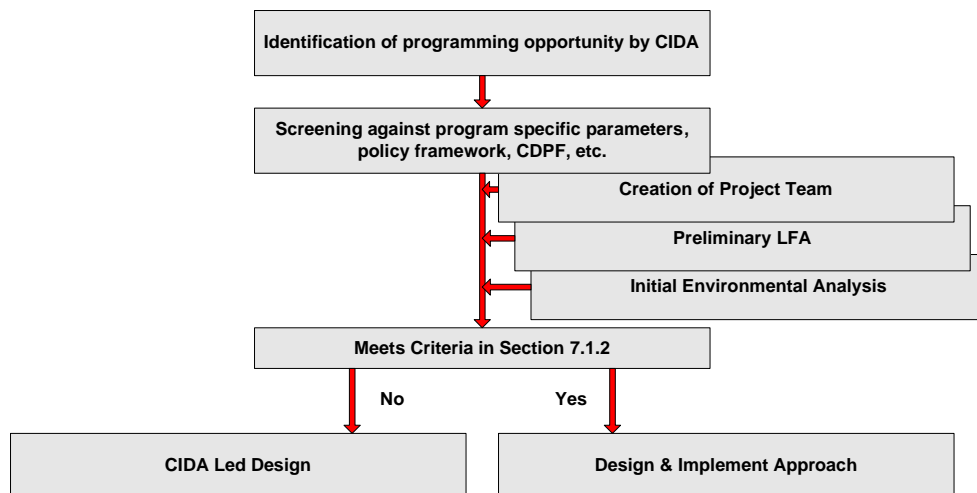 Identification of programming opportunity by CIDA
Screening against program specific parameters,
policy framework, CDPF, etc.
Creation of Project Team
Preliminary LFA
Initial Environmental Analysis
Meets Criteria in Section 7.1.2
No
Yes
CIDA Led Design
Design & Implement Approach